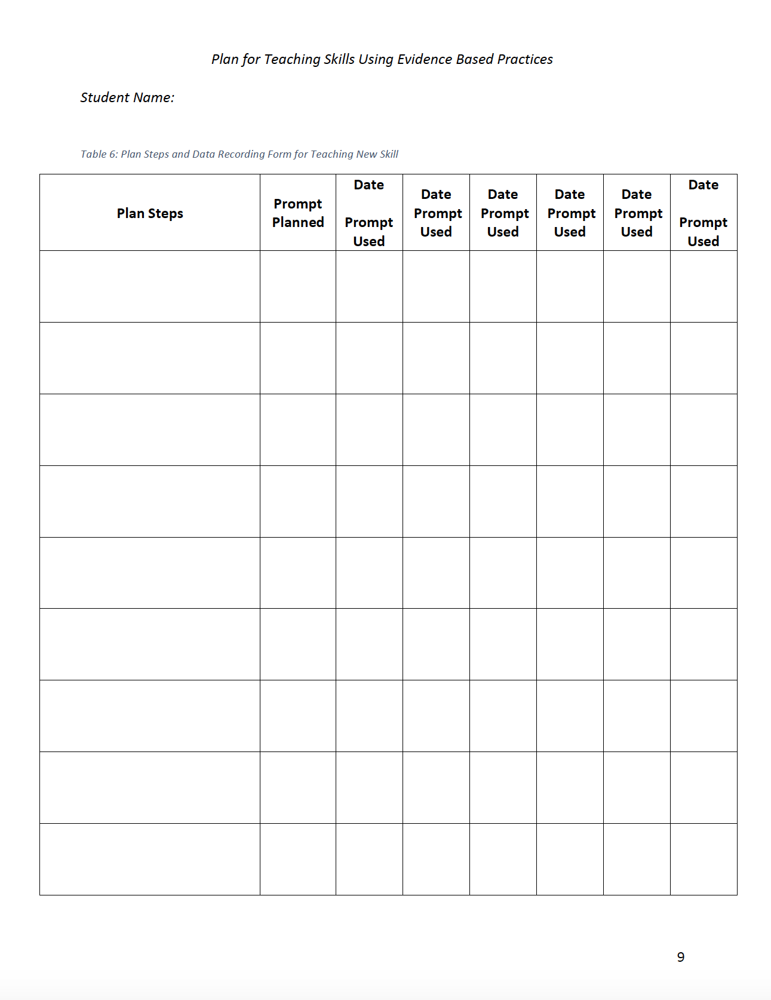 Plan for Teaching Skills Using Evidence Based Practices
Student Name:
Table 6: Plan Steps and Data Recording Form for Teaching New Skill
Plan Steps
Prompt
Planned
Date
Prompt
Used
Date
Prompt
Used
Date
Prompt
Used
Date
Prompt
Used
Date
Prompt
Used
Date
Prompt
Used
9